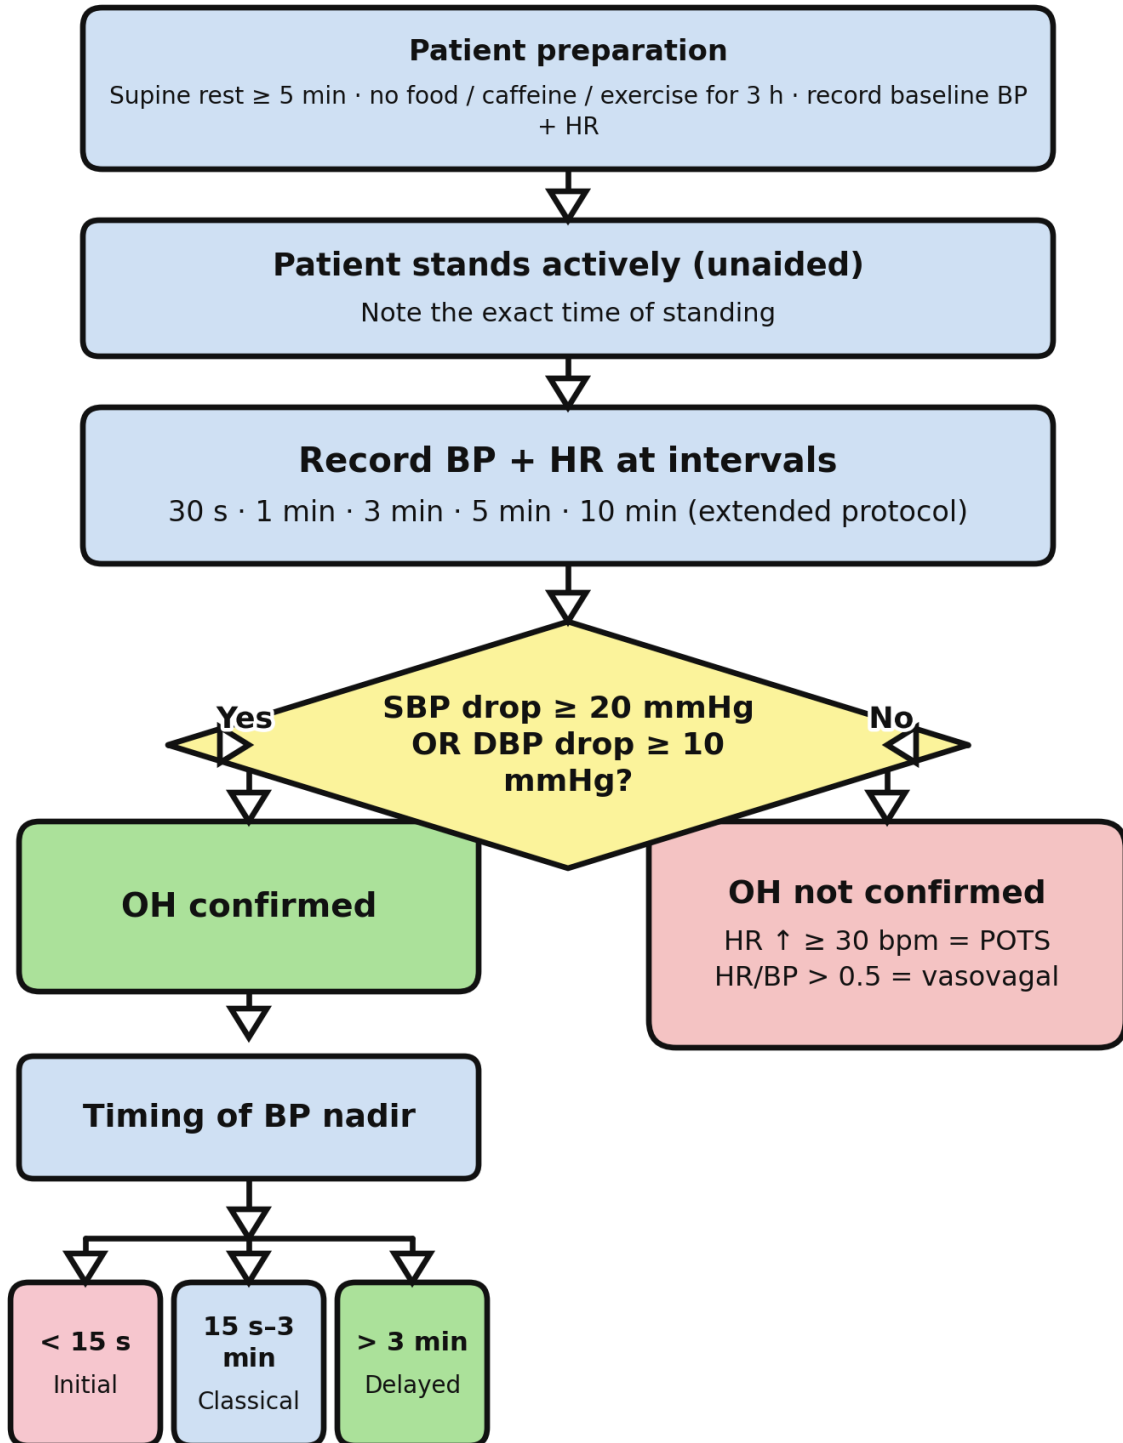 Patient preparation
Supine rest ≥ 5 min · no food / caffeine / exercise for 3 h · record baseline BP
+ HR
Patient stands actively (unaided)
Note the exact time of standing
Record BP + HR at intervals
30 s · 1 min · 3 min · 5 min · 10 min (extended protocol)
SBP drop ≥ 20 mmHg
OR DBP drop ≥ 10
mmHg?
Yes
No
OH confirmed
OH not confirmed
HR ↑ ≥ 30 bpm = POTS
HR/BP > 0.5 = vasovagal
Timing of BP nadir
< 15 s
Initial
15 s–3
min
Classical
> 3 min
Delayed